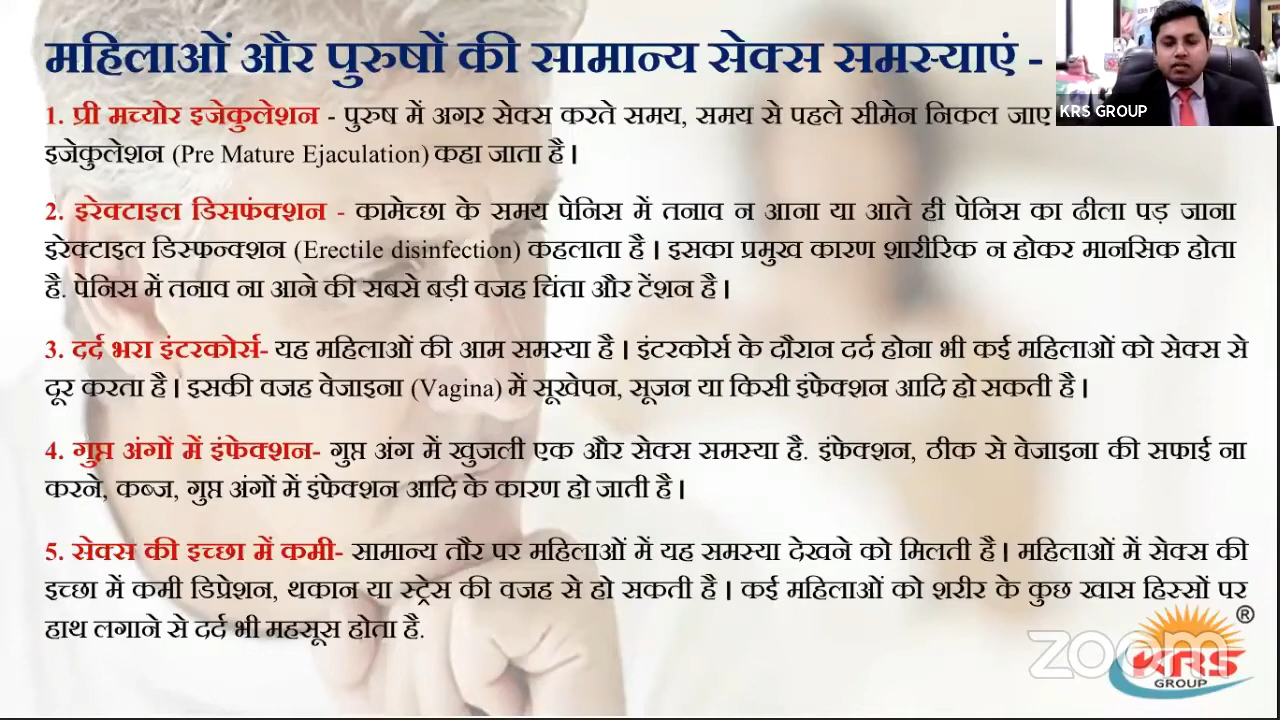 महिलाओं और पुरुषों की सामान्य सेक्स समस्याएं -
KRS GROUP
1. प्री मच्योर इजेकुलेशन - पुरुष में अगर सेक्स करते समय, समय से पहले सीमेन निकल जाए
इजेकुलेशन (Pre Mature Ejaculation) कहा जाता है।
2. इरेक्टाइल डिसफंक्शन - कामेच्छा के समय पेनिस में तनाव न आना या आते ही पेनिस का ढीला पड़ जाना
इरेक्टाइल डिस्फन्क्शन (Erectile disinfection) कहलाता है। इसका प्रमुख कारण शारीरिक न होकर मानसिक होता
है. पेनिस में तनाव ना आने की सबसे बड़ी वजह चिंता और टेंशन है।
3. दर्द भरा इंटरकोर्स- यह महिलाओं की आम समस्या है। इंटरकोर्स के दौरान दर्द होना भी कई महिलाओं को सेक्स से
दूर करता है। इसकी वजह वेजाइना (Vagina) में सूखेपन, सूजन या किसी इंफेक्शन आदि हो सकती है।
4. गुप्त अंगों में इंफेक्शन- गुप्त अंग में खुजली एक और सेक्स समस्या है. इंफेक्शन, ठीक से वेजाइना की सफाई ना
करने, कब्ज, गुप्त अंगों में इंफेक्शन आदि के कारण हो जाती है।
5. सेक्स की इच्छा में कमी- सामान्य तौर पर महिलाओं में यह समस्या देखने को मिलती है। महिलाओं में सेक्स की
इच्छा में कमी डिप्रेशन, थकान या स्ट्रेस की वजह से हो सकती है। कई महिलाओं को शरीर के कुछ खास हिस्सों पर
हाथ लगाने से दर्द भी महसूस होता है.
zoom
KRS ®
GROUP